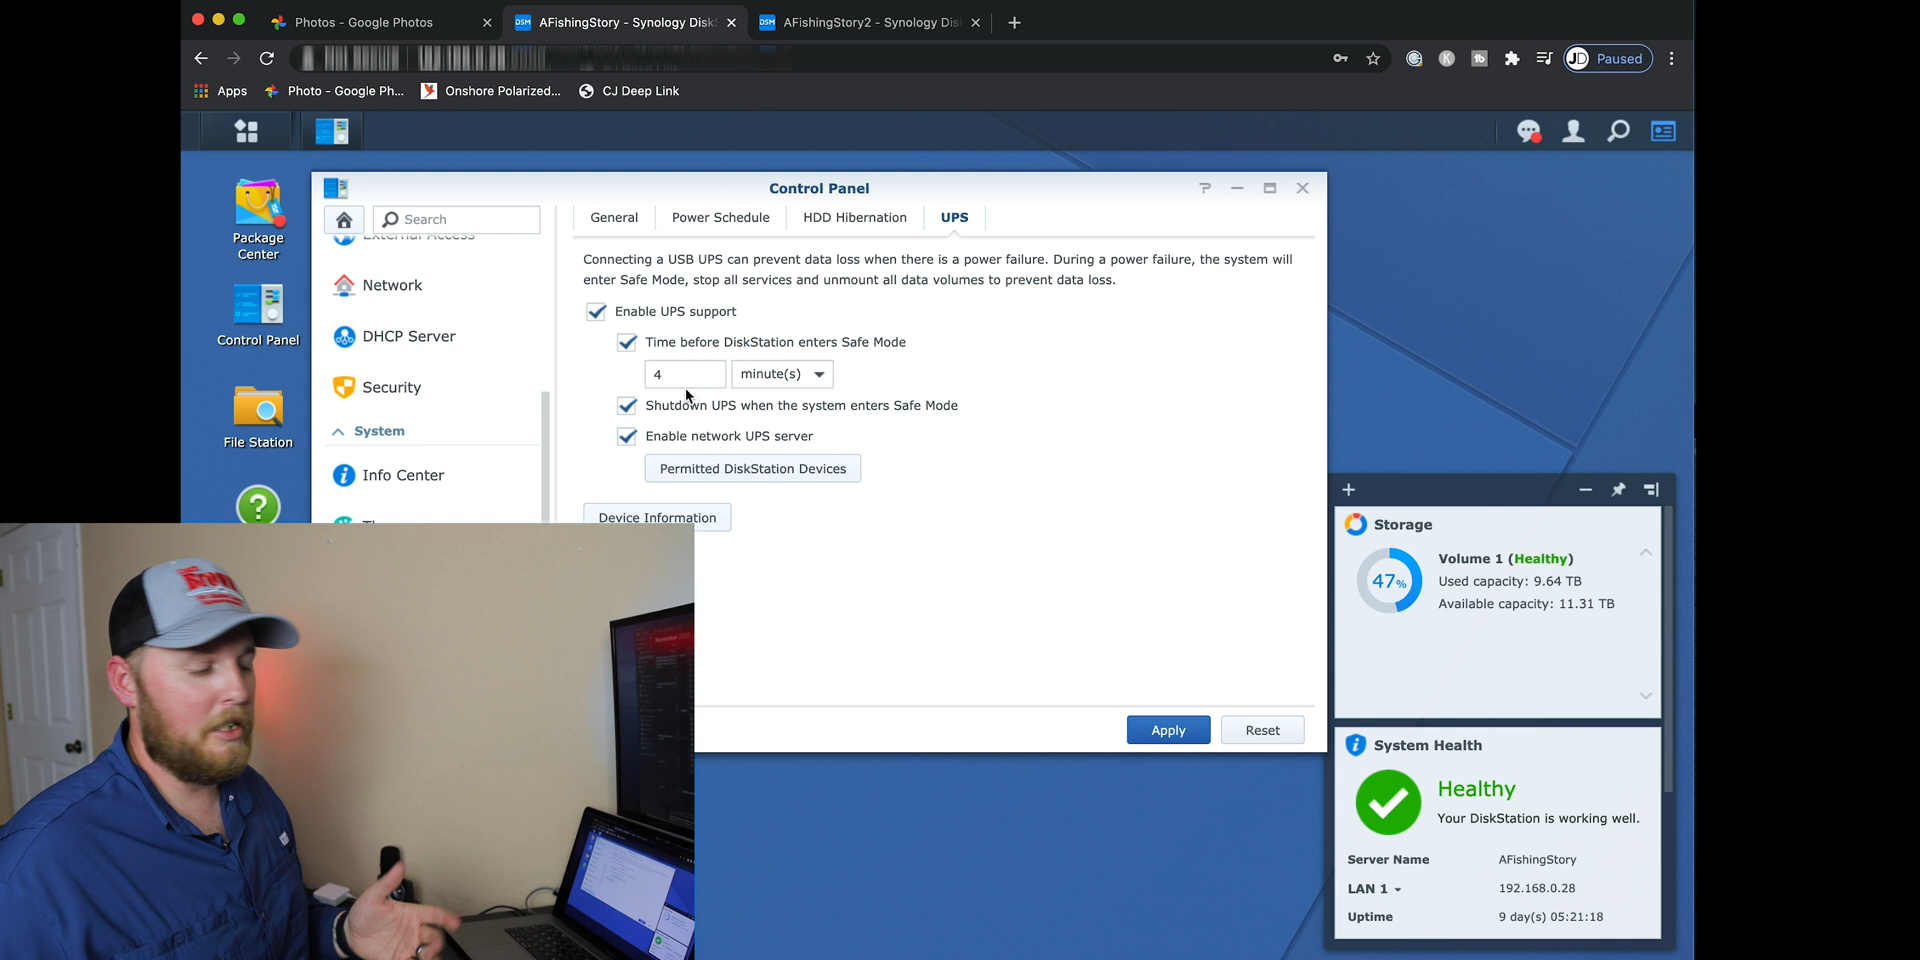 Photos - Google Photos
AFishingStory - Synology Disk
AFishingStory2 - Synology Dis
Paused
Apps
Photo - Google Ph...
Onshore Polarized...
CJ Deep Link
Package
Center
Control Panel
File Station
Control Panel
Search
External Access
Network
DHCP Server
Security
System
Info Center
General
Power Schedule
HDD Hibernation
UPS
Connecting a USB UPS can prevent data loss when there is a power failure. During a power failure, the system will
enter Safe Mode, stop all services and unmount all data volumes to prevent data loss.
Enable UPS support
Time before DiskStation enters Safe Mode
4 minute(s)
Shutdown UPS when the system enters Safe Mode
Enable network UPS server
Permitted DiskStation Devices
Device Information
Apply
Reset
Storage
Volume 1 (Healthy)
47%
Used capacity: 9.64 TB
Available capacity: 11.31 TB
System Health
Healthy
Your DiskStation is working well.
Server Name AFishingStory
LAN 1 192.168.0.28
Uptime 9 day(s) 05:21:18